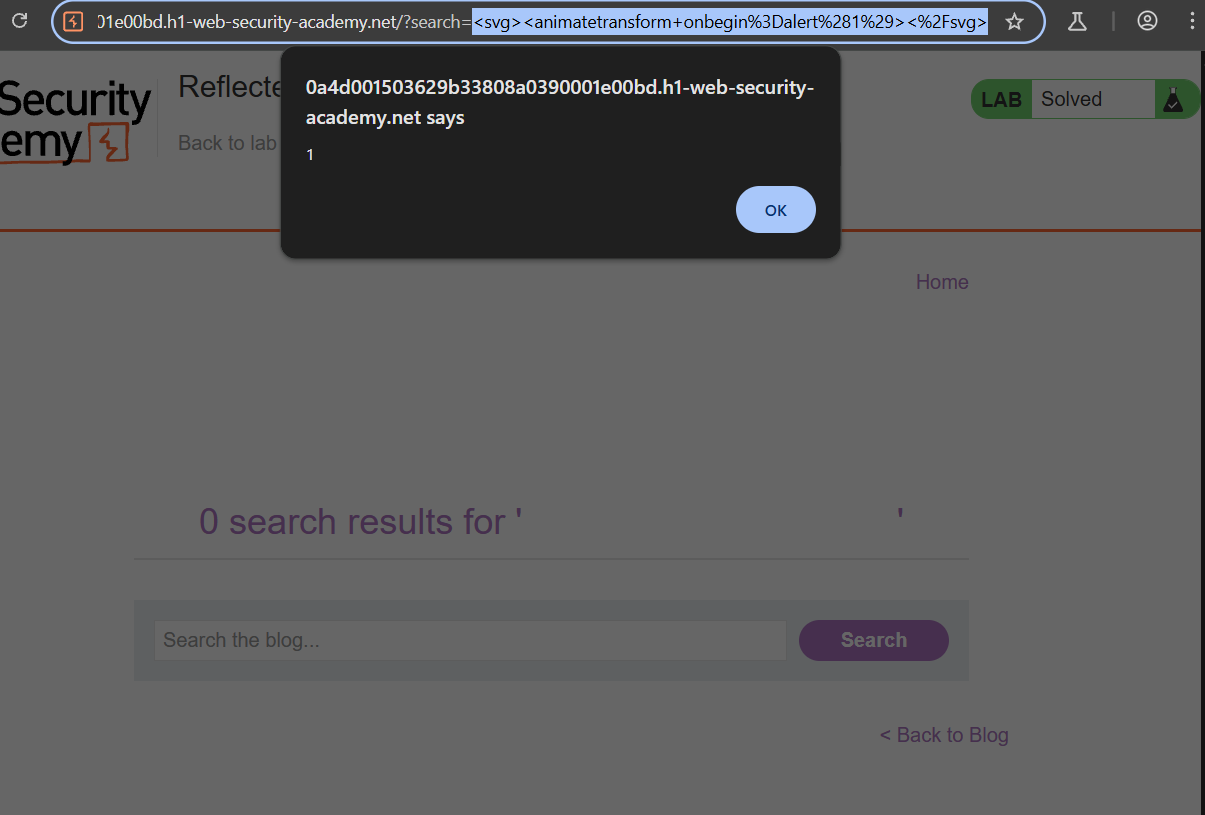 01e00bd.h1-web-security-academy.net/?search=<svg><animatetransform+onbegin%3Dalert%281%29><%2Fsvg>
Security
emy
Reflecte
Back to lab
0a4d001503629b33808a0390001e00bd.h1-web-security-
academy.net says
1
OK
LAB Solved
Home
0 search results for ' '
Search the blog...
Search
< Back to Blog